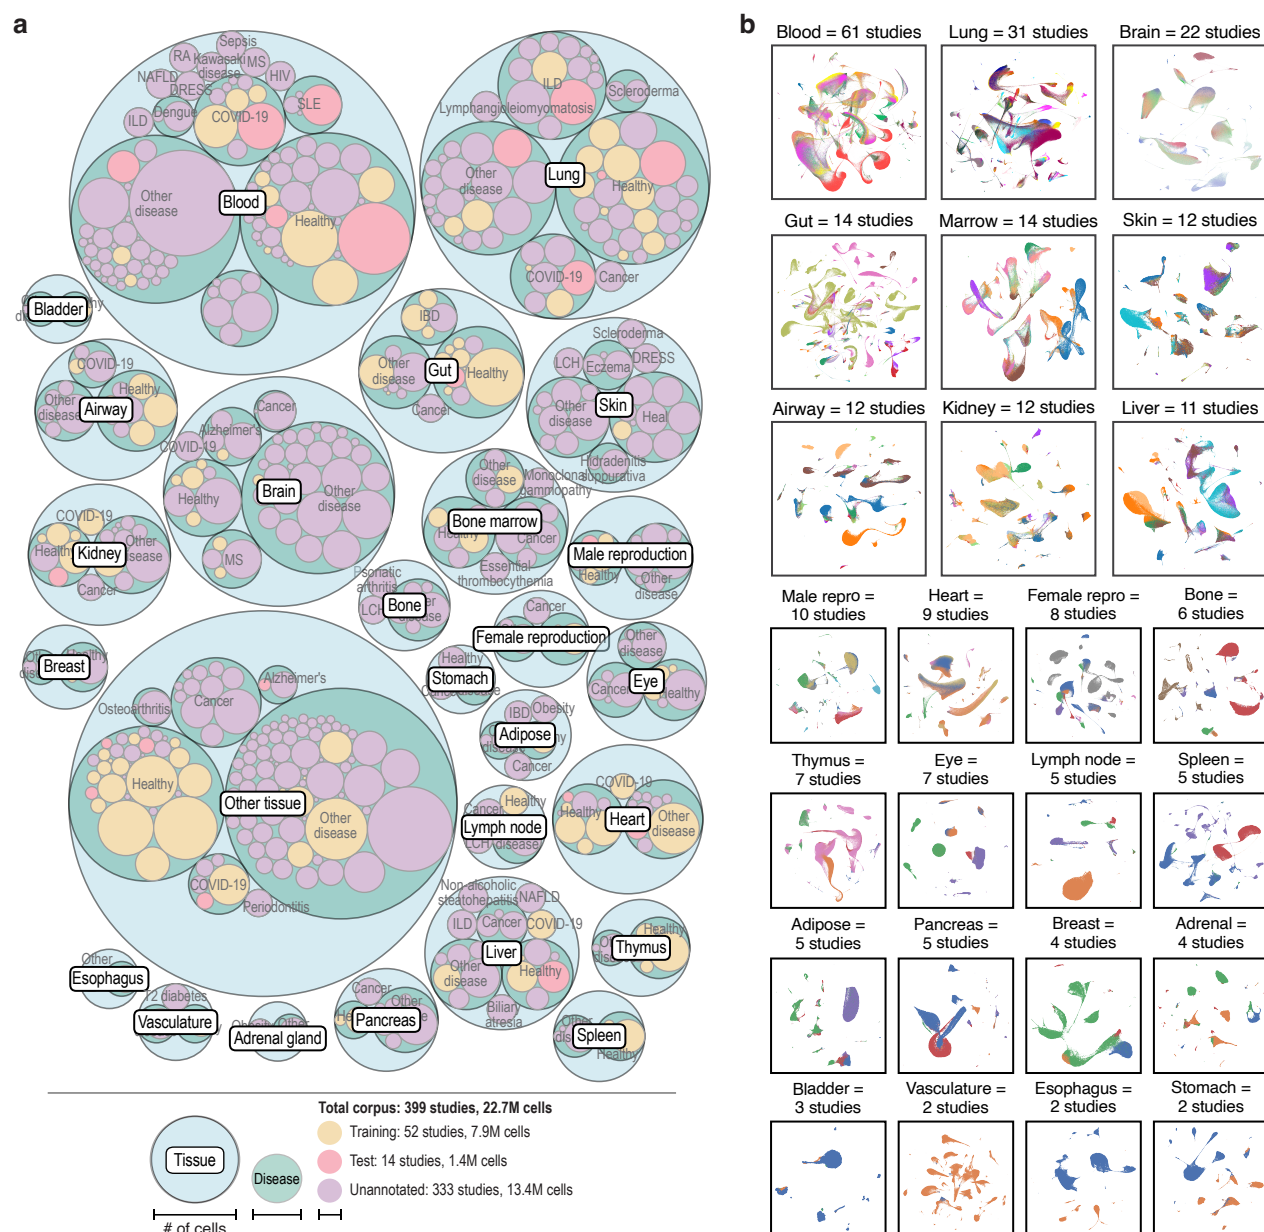 a
Sepsis
RA
Kawasaki
disease
MS
NAFLD
DRESS
HIV
ILD
Dengue
COVID-19
SLE
Other
disease
Blood
Healthy
ILD
Scleroderma
Lymphangioleiomyomatosis
Other
disease
Lung
Healthy
COVID-19
Cancer
Bladder
COVID-19
Healthy
Other
disease
Airway
IBD
Other
disease
Gut
Healthy
Cancer
Scleroderma
LCH
DRESS
Eczema
Other
disease
Skin
Heal
Hidradenitis
suppurativa
Cancer
Alzheimer's
COVID-19
Healthy
Brain
Other
disease
MS
Other
disease
Monoclonal
gammopathy
Bone marrow
Healthy
Cancer
Essential
thrombocythemia
Male reproduction
Healthy
Other
disease
COVID-19
Healthy
Kidney
Other
disease
Cancer
Psoriatic
arthritis
LCH
Bone
Cancer
Female reproduction
Breast
Healthy
Stomach
Other
disease
Cancer
Eye
Healthy
IBD
Obesity
Adipose
Cancer
Alzheimer's
Osteoarthritis
Cancer
Healthy
Other tissue
Other
disease
COVID-19
Periodontitis
Cancer
Healthy
Lymph node
LCH
disease
COVID-19
Healthy
Heart
Other
disease
Non-alcoholic
steatohepatitis
NAFLD
ILD
Cancer
COVID-19
Liver
Other
disease
Healthy
Biliary
atresia
Healthy
Thymus
Other
Esophagus
T2 diabetes
Vasculature
Adrenal gland
Cancer
Other
Pancreas
Other
Spleen
Healthy
Tissue
# of cells
Disease
Total corpus: 399 studies, 22.7M cells
Training: 52 studies, 7.9M cells
Test: 14 studies, 1.4M cells
Unannotated: 333 studies, 13.4M cells
b
Blood = 61 studies
Lung = 31 studies
Brain = 22 studies
Gut = 14 studies
Marrow = 14 studies
Skin = 12 studies
Airway = 12 studies
Kidney = 12 studies
Liver = 11 studies
Male repro =
10 studies
Heart =
9 studies
Female repro =
8 studies
Bone =
6 studies
Thymus =
7 studies
Eye =
7 studies
Lymph node =
5 studies
Spleen =
5 studies
Adipose =
5 studies
Pancreas =
5 studies
Breast =
4 studies
Adrenal =
4 studies
Bladder =
3 studies
Vasculature =
2 studies
Esophagus =
2 studies
Stomach =
2 studies